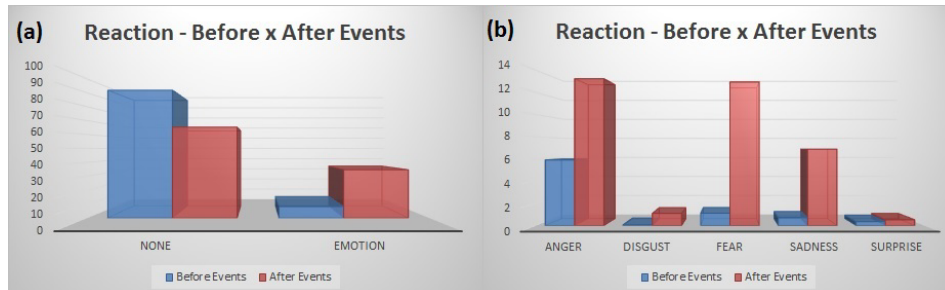 (a)
Reaction - Before x After Events
100
90
80
70
60
50
40
30
20
10
0
NONE EMOTION
Before Events After Events
(b)
Reaction - Before x After Events
14
12
10
8
6
4
2
0
ANGER DISGUST FEAR SADNESS SURPRISE
Before Events After Events